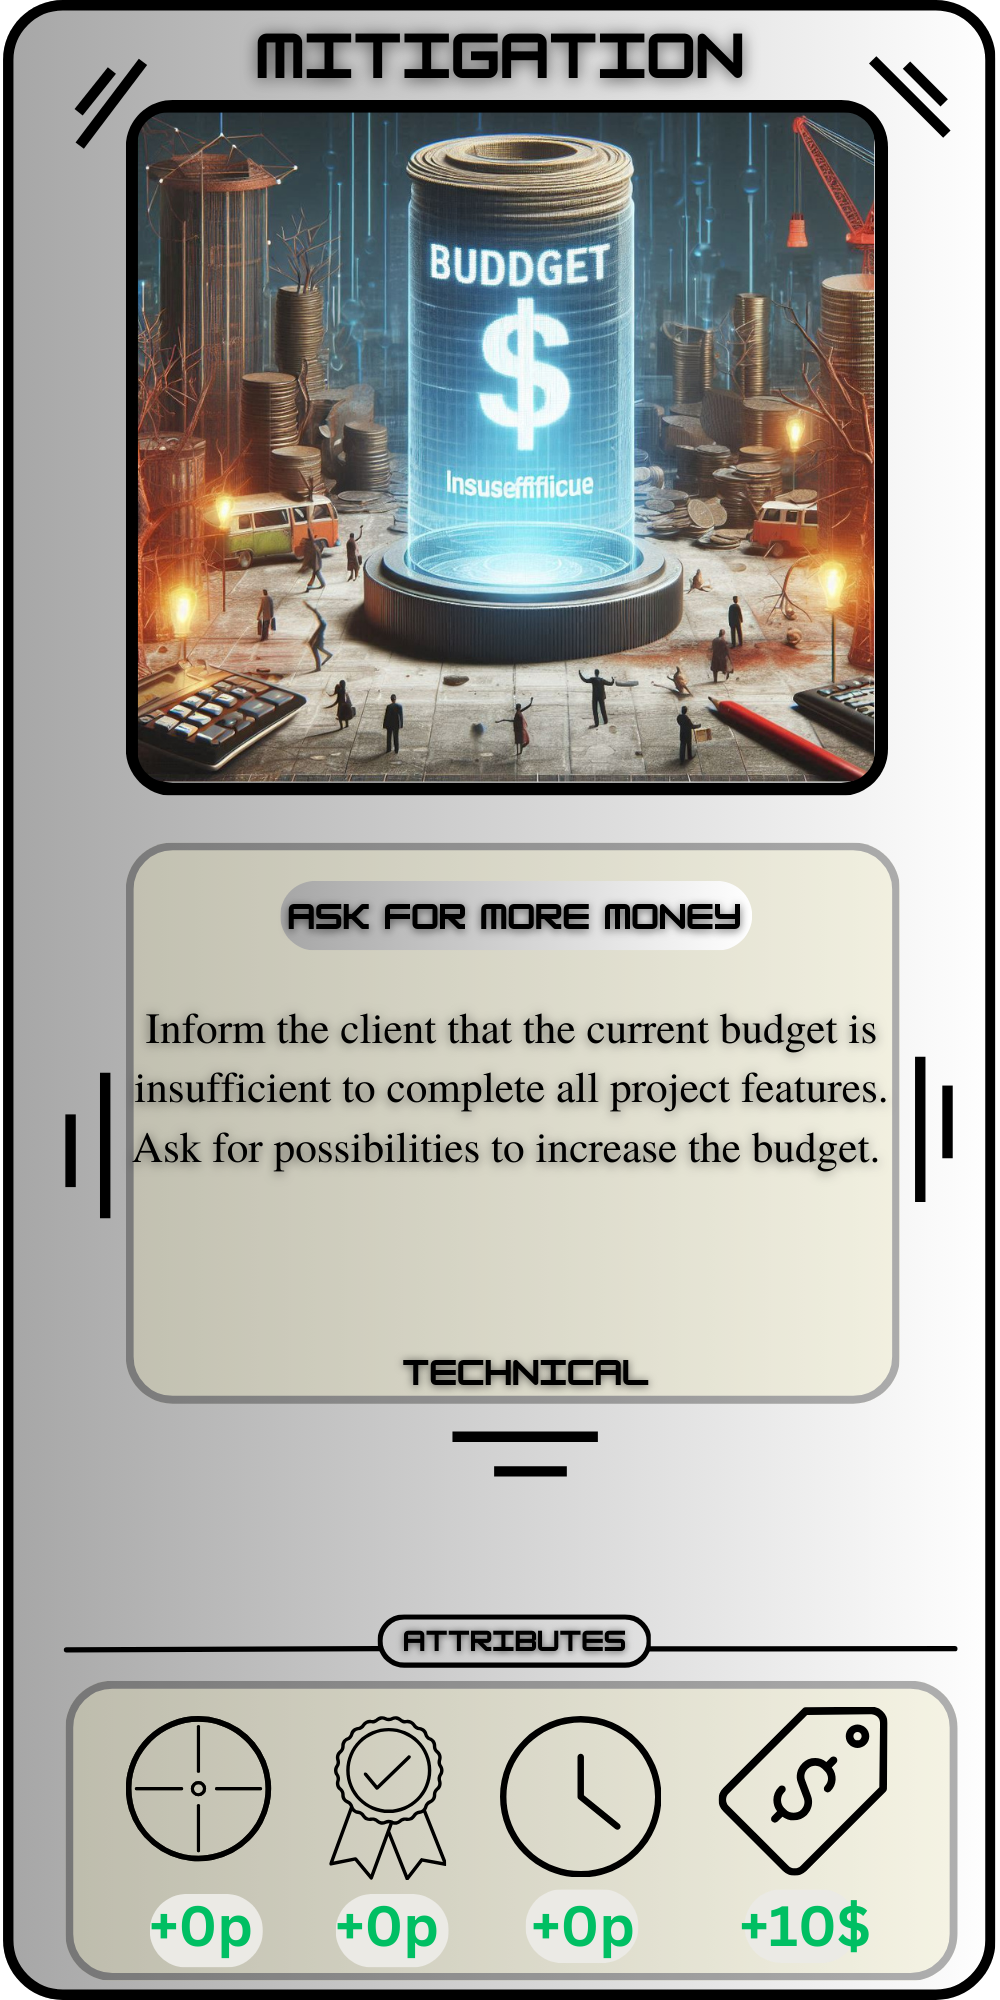 MITIGATION
BUDDGET
$
Insuseffiflicue
ASK FOR MORE MONEY
Inform the client that the current budget is
insufficient to complete all project features.
Ask for possibilities to increase the budget.
TECHNICAL
ATTRIBUTES
$
+0p +0p +0p +10$